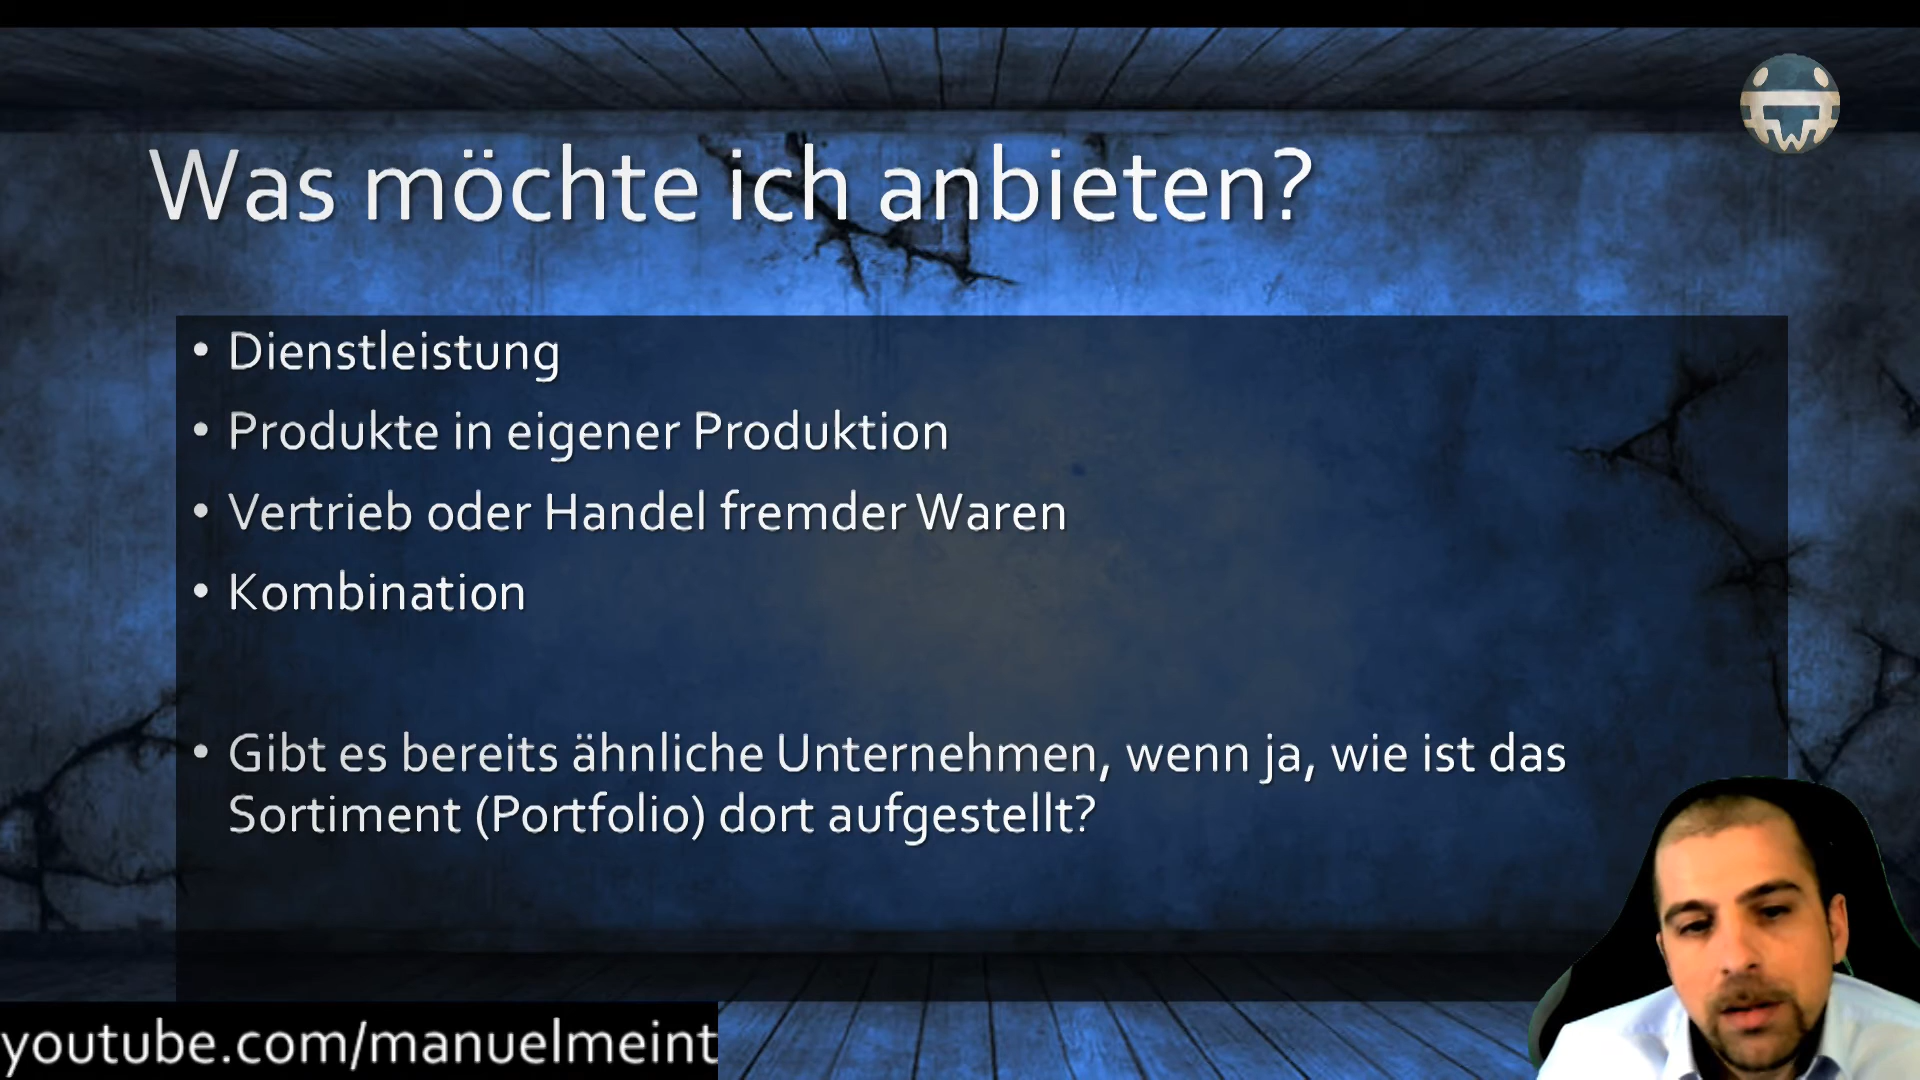 Was möchte ich anbieten?
• Dienstleistung
• Produkte in eigener Produktion
• Vertrieb oder Handel fremder Waren
• Kombination
• Gibt es bereits ähnliche Unternehmen, wenn ja, wie ist das
Sortiment (Portfolio) dort aufgestellt?
youtube.com/manuelmeint